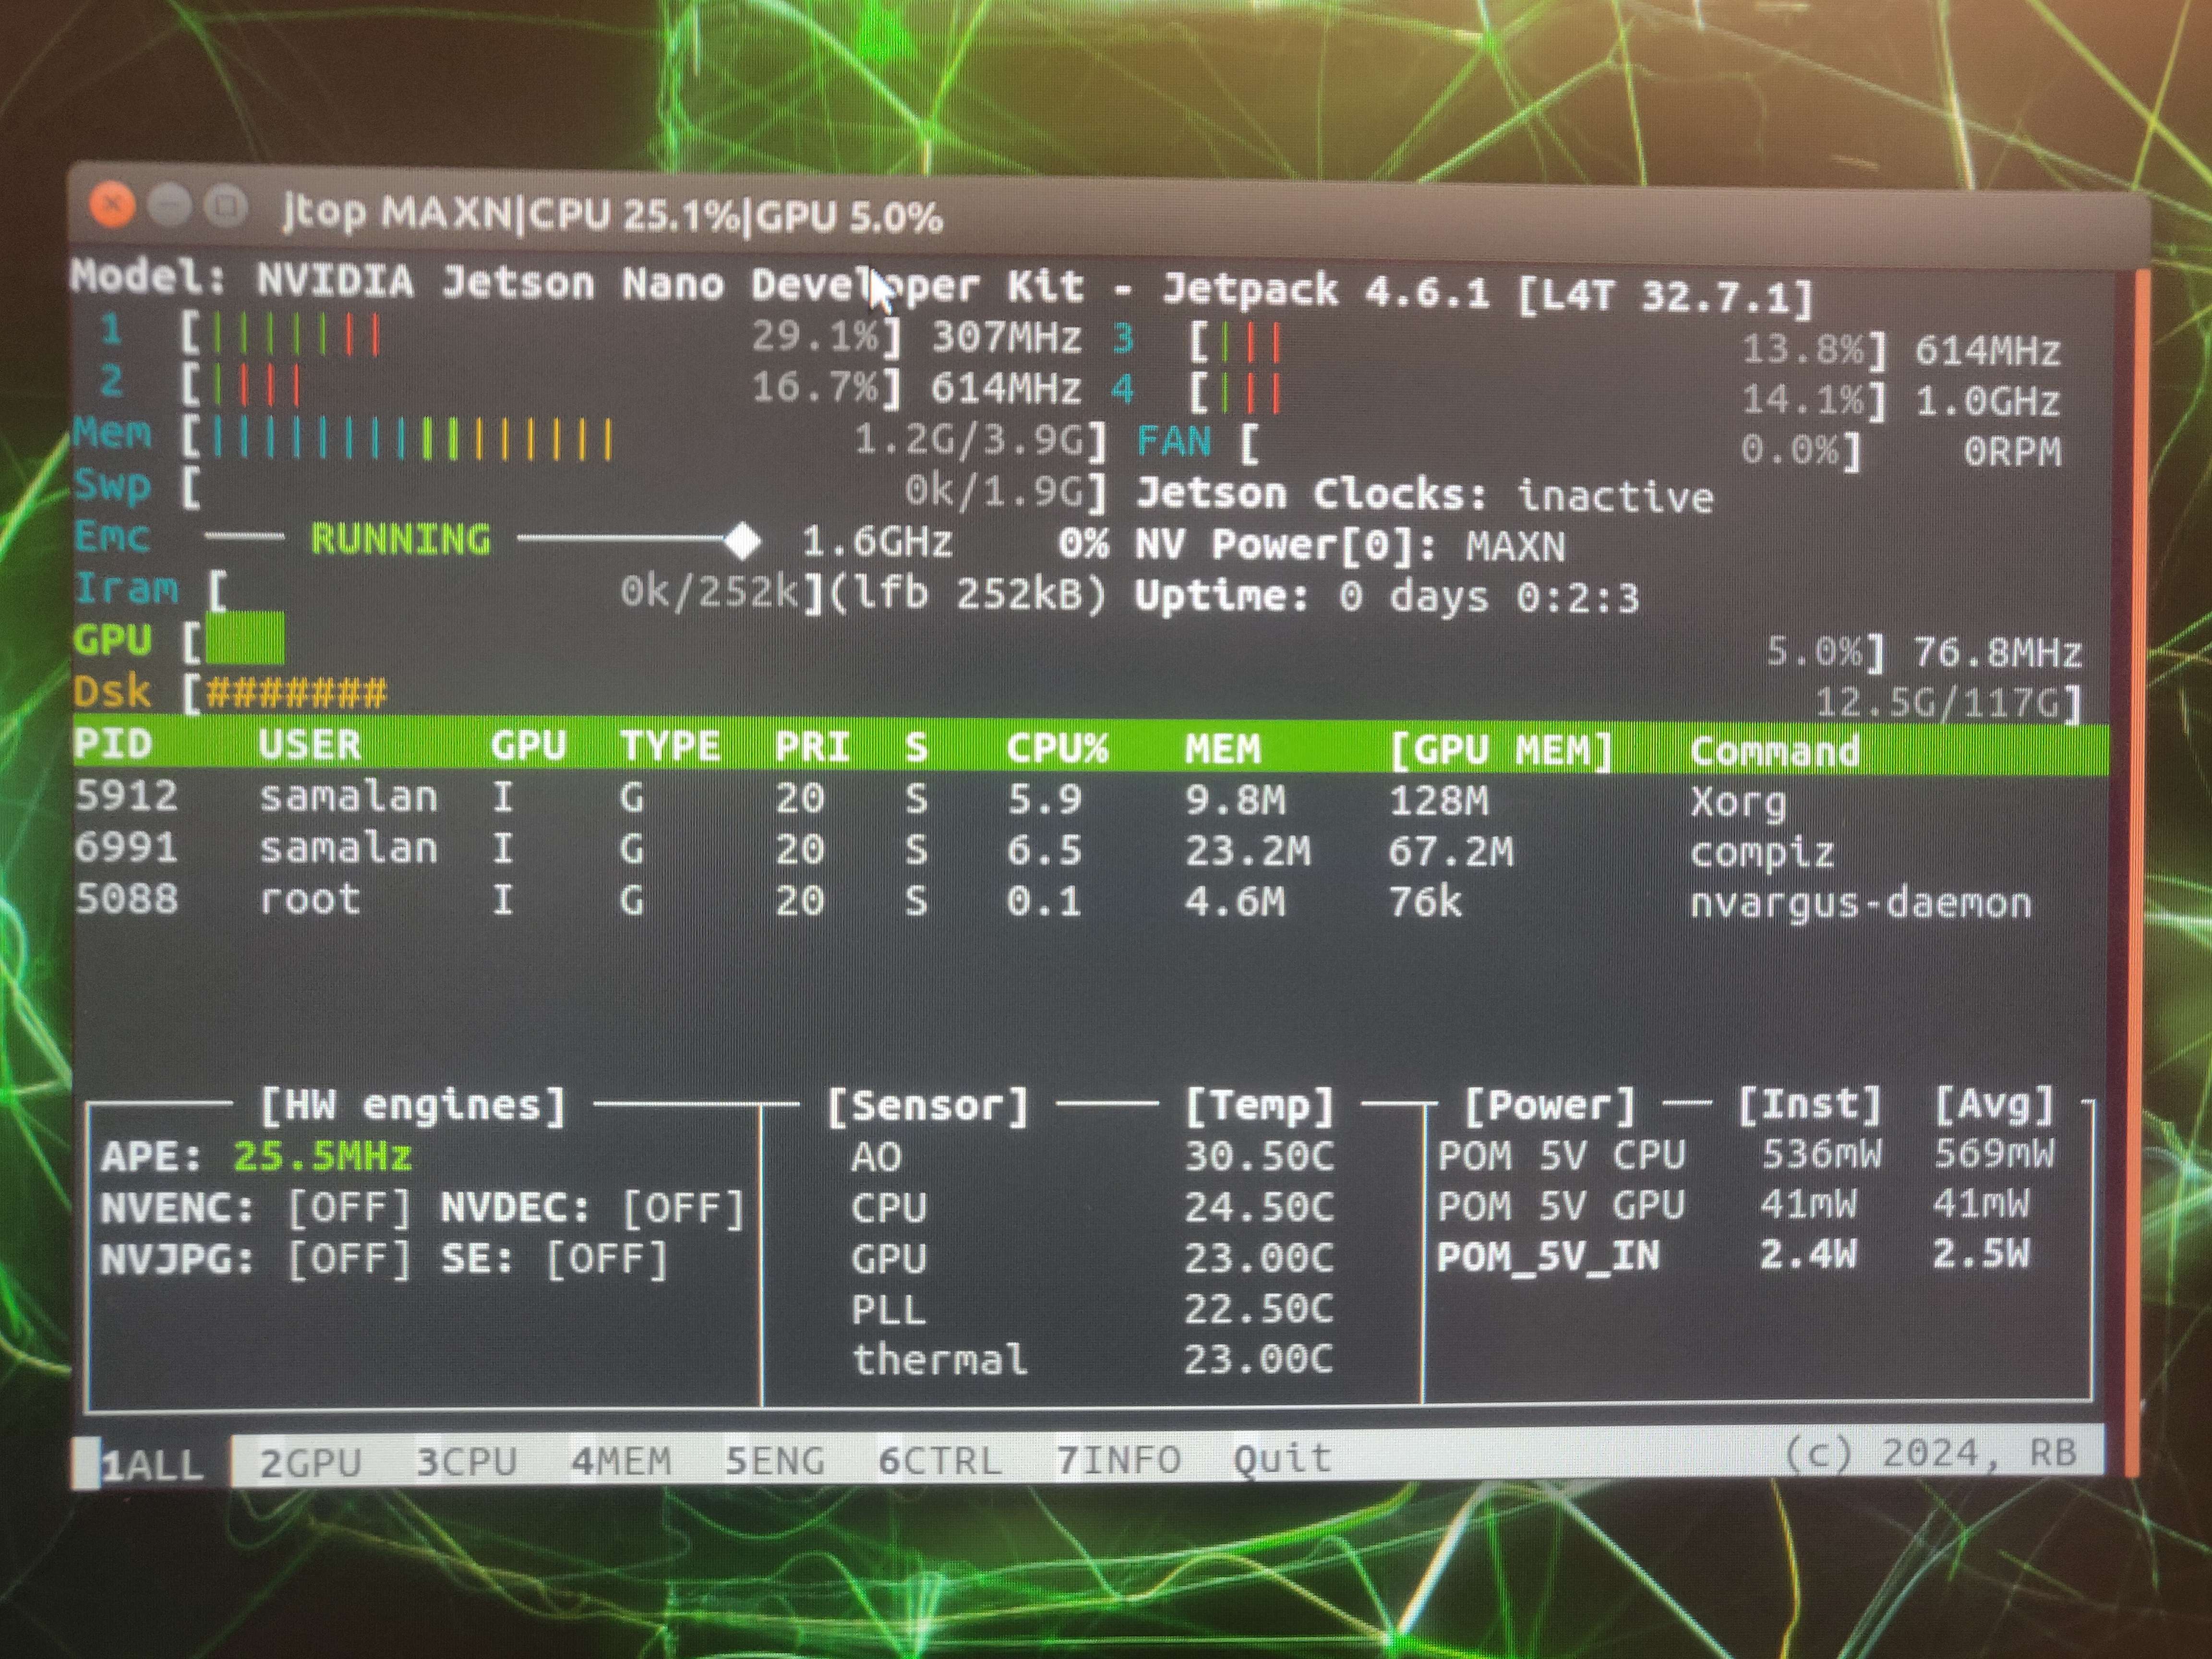 jtop MAXN|CPU 25.1%|GPU 5.0%
Model: NVIDIA Jetson Nano Developer Kit - Jetpack 4.6.1 [L4T 32.7.1]
1 [||||||| 29.1%] 307MHz 3 [||| 13.8%] 614MHz
2 [|||| 16.7%] 614MHz 4 [||| 14.1%] 1.0GHz
Mem [|||||||||||||||| 1.2G/3.9G] FAN [ 0.0%] 0RPM
Swp [ 0k/1.9G] Jetson Clocks: inactive
Emc RUNNING 1.6GHz 0% NV Power[0]: MAXN
Iram [ 0k/252k](lfb 252kB) Uptime: 0 days 0:2:3
GPU [ 5.0%] 76.8MHz
Dsk [####### 12.5G/117G]
PID USER GPU TYPE PRI S CPU% MEM [GPU MEM] Command
5912 samalan I G 20 S 5.9 9.8M 128M Xorg
6991 samalan I G 20 S 6.5 23.2M 67.2M compiz
5088 root I G 20 S 0.1 4.6M 76k nvargus-daemon
[HW engines] [Sensor] [Temp] [Power] [Inst] [Avg]
APE: 25.5MHz AO 30.50C POM 5V CPU 536mW 569mW
NVENC: [OFF] NVDEC: [OFF] CPU 24.50C POM 5V GPU 41mW 41mW
NVJPG: [OFF] SE: [OFF] GPU 23.00C POM_5V_IN 2.4W 2.5W
PLL 22.50C
thermal 23.00C
1ALL 2GPU 3CPU 4MEM 5ENG 6CTRL 7INFO Quit (c) 2024, RB